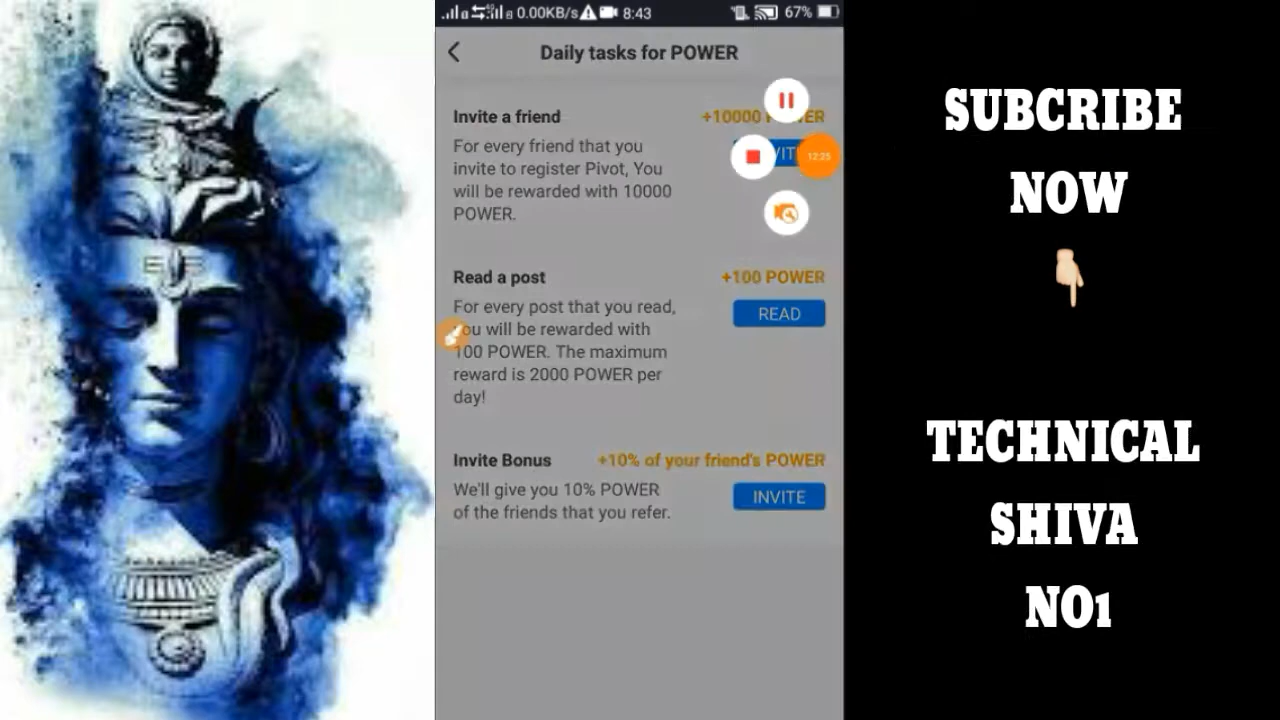 0.00KB/s 8:43 67%
Daily tasks for POWER
Invite a friend
For every friend that you
invite to register Pivot, You
will be rewarded with 10000
POWER.
+10000
12:25
Read a post
+100 POWER
For every post that you read,
you will be rewarded with
100 POWER. The maximum
reward is 2000 POWER per
day!
READ
Invite Bonus
+10% of your friend's POWER
We'll give you 10% POWER
of the friends that you refer.
INVITE
SUBCRIBE
NOW
TECHNICAL
SHIVA
NO1